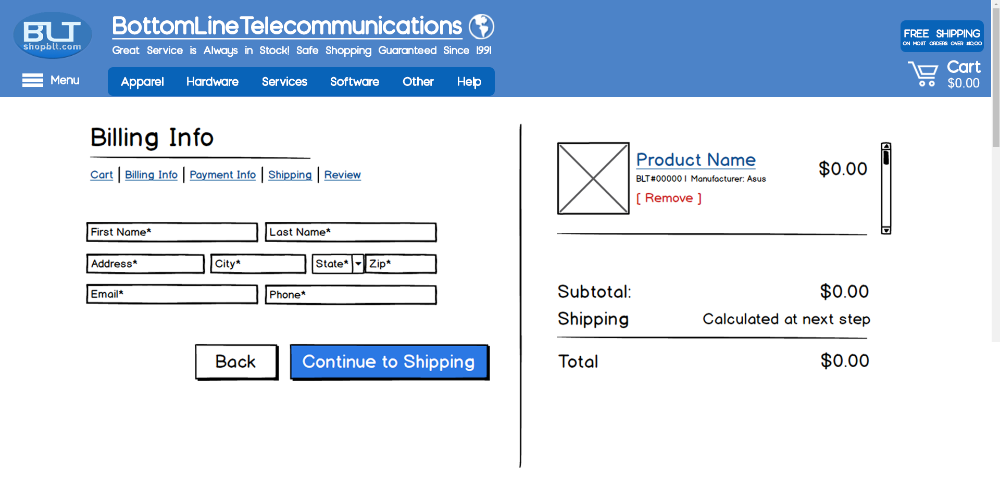 BLT
shopblt.com
BottomLineTelecommunications
Great Service is Always in Stock! Safe Shopping Guaranteed Since 1991
FREE SHIPPING
ON MOST ORDERS OVER $10.00
Cart
$0.00
Menu
Apparel Hardware Services Software Other Help
Billing Info
Cart | Billing Info | Payment Info | Shipping | Review
First Name* Last Name*
Address* City* State* Zip*
Email* Phone*
Back Continue to Shipping
Product Name
$0.00
BLT#00000 | Manufacturer: Asus
[ Remove ]
Subtotal: $0.00
Shipping Calculated at next step
Total $0.00